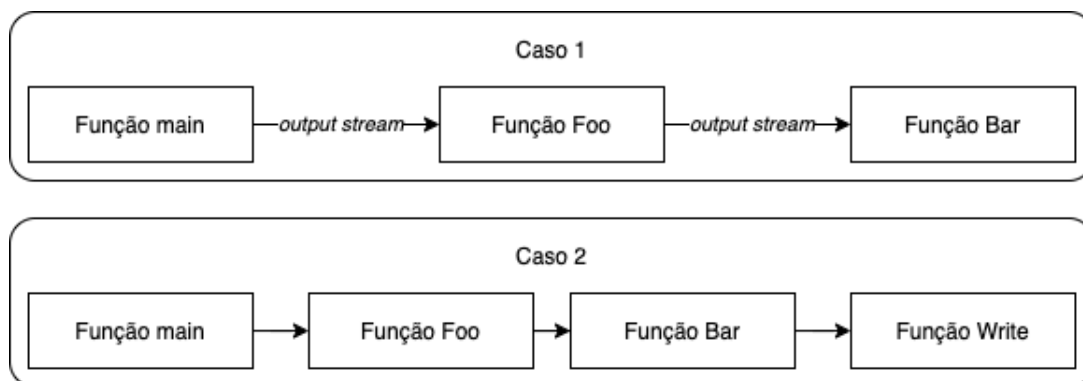 Caso 1
Função main
output stream
Função Foo
output stream
Função Bar
Caso 2
Função main
Função Foo
Função Bar
Função Write